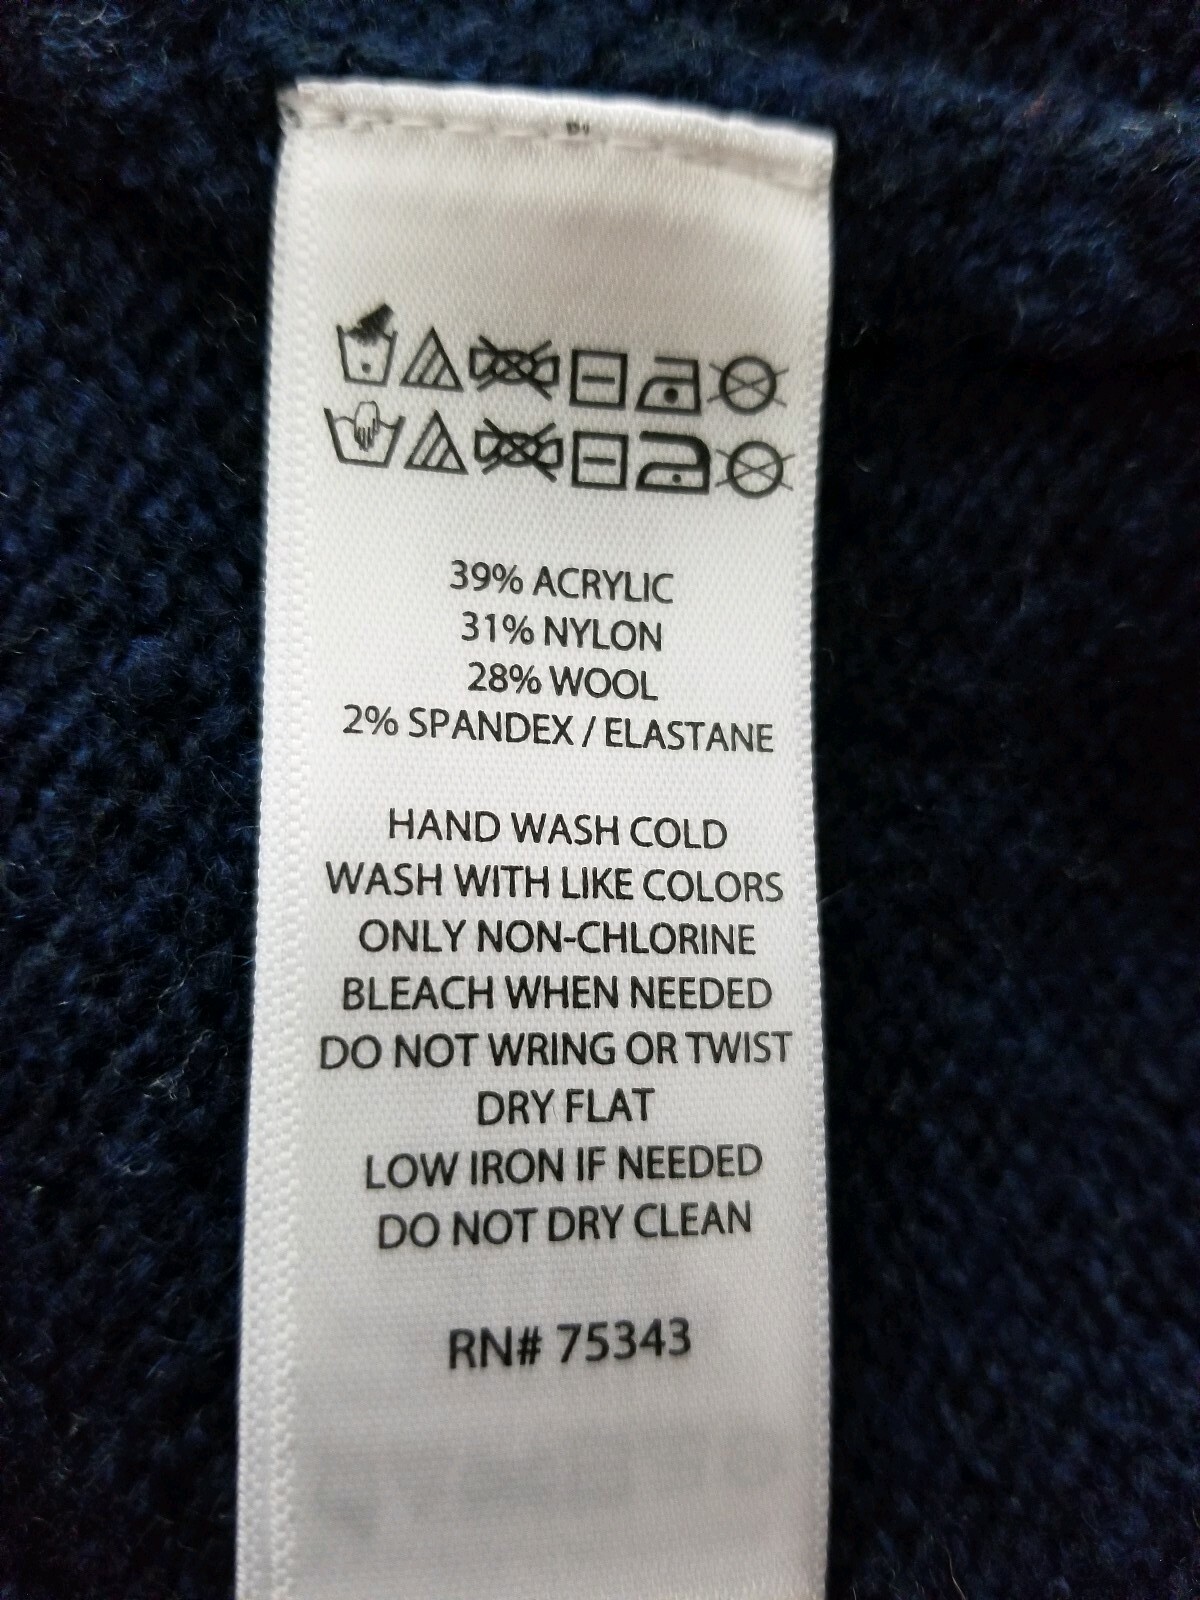 39% ACRYLIC
31% NYLON
28% WOOL
2% SPANDEX / ELASTANE
HAND WASH COLD
WASH WITH LIKE COLORS
ONLY NON-CHLORINE
BLEACH WHEN NEEDED
DO NOT WRING OR TWIST
DRY FLAT
LOW IRON IF NEEDED
DO NOT DRY CLEAN
RN# 75343